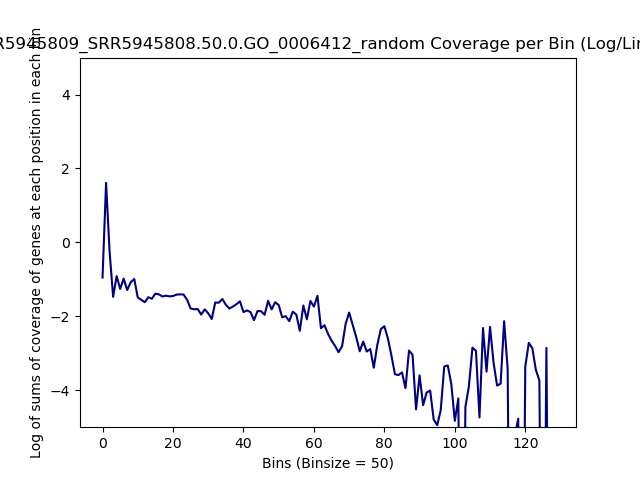 R5945809_SRR5945808.50.0.GO_0006412_random Coverage per Bin (Log/Lin
Log of sums of coverage of genes at each position in each bin
4
2
0
−2
−4
0 20 40 60 80 100 120
Bins (Binsize = 50)